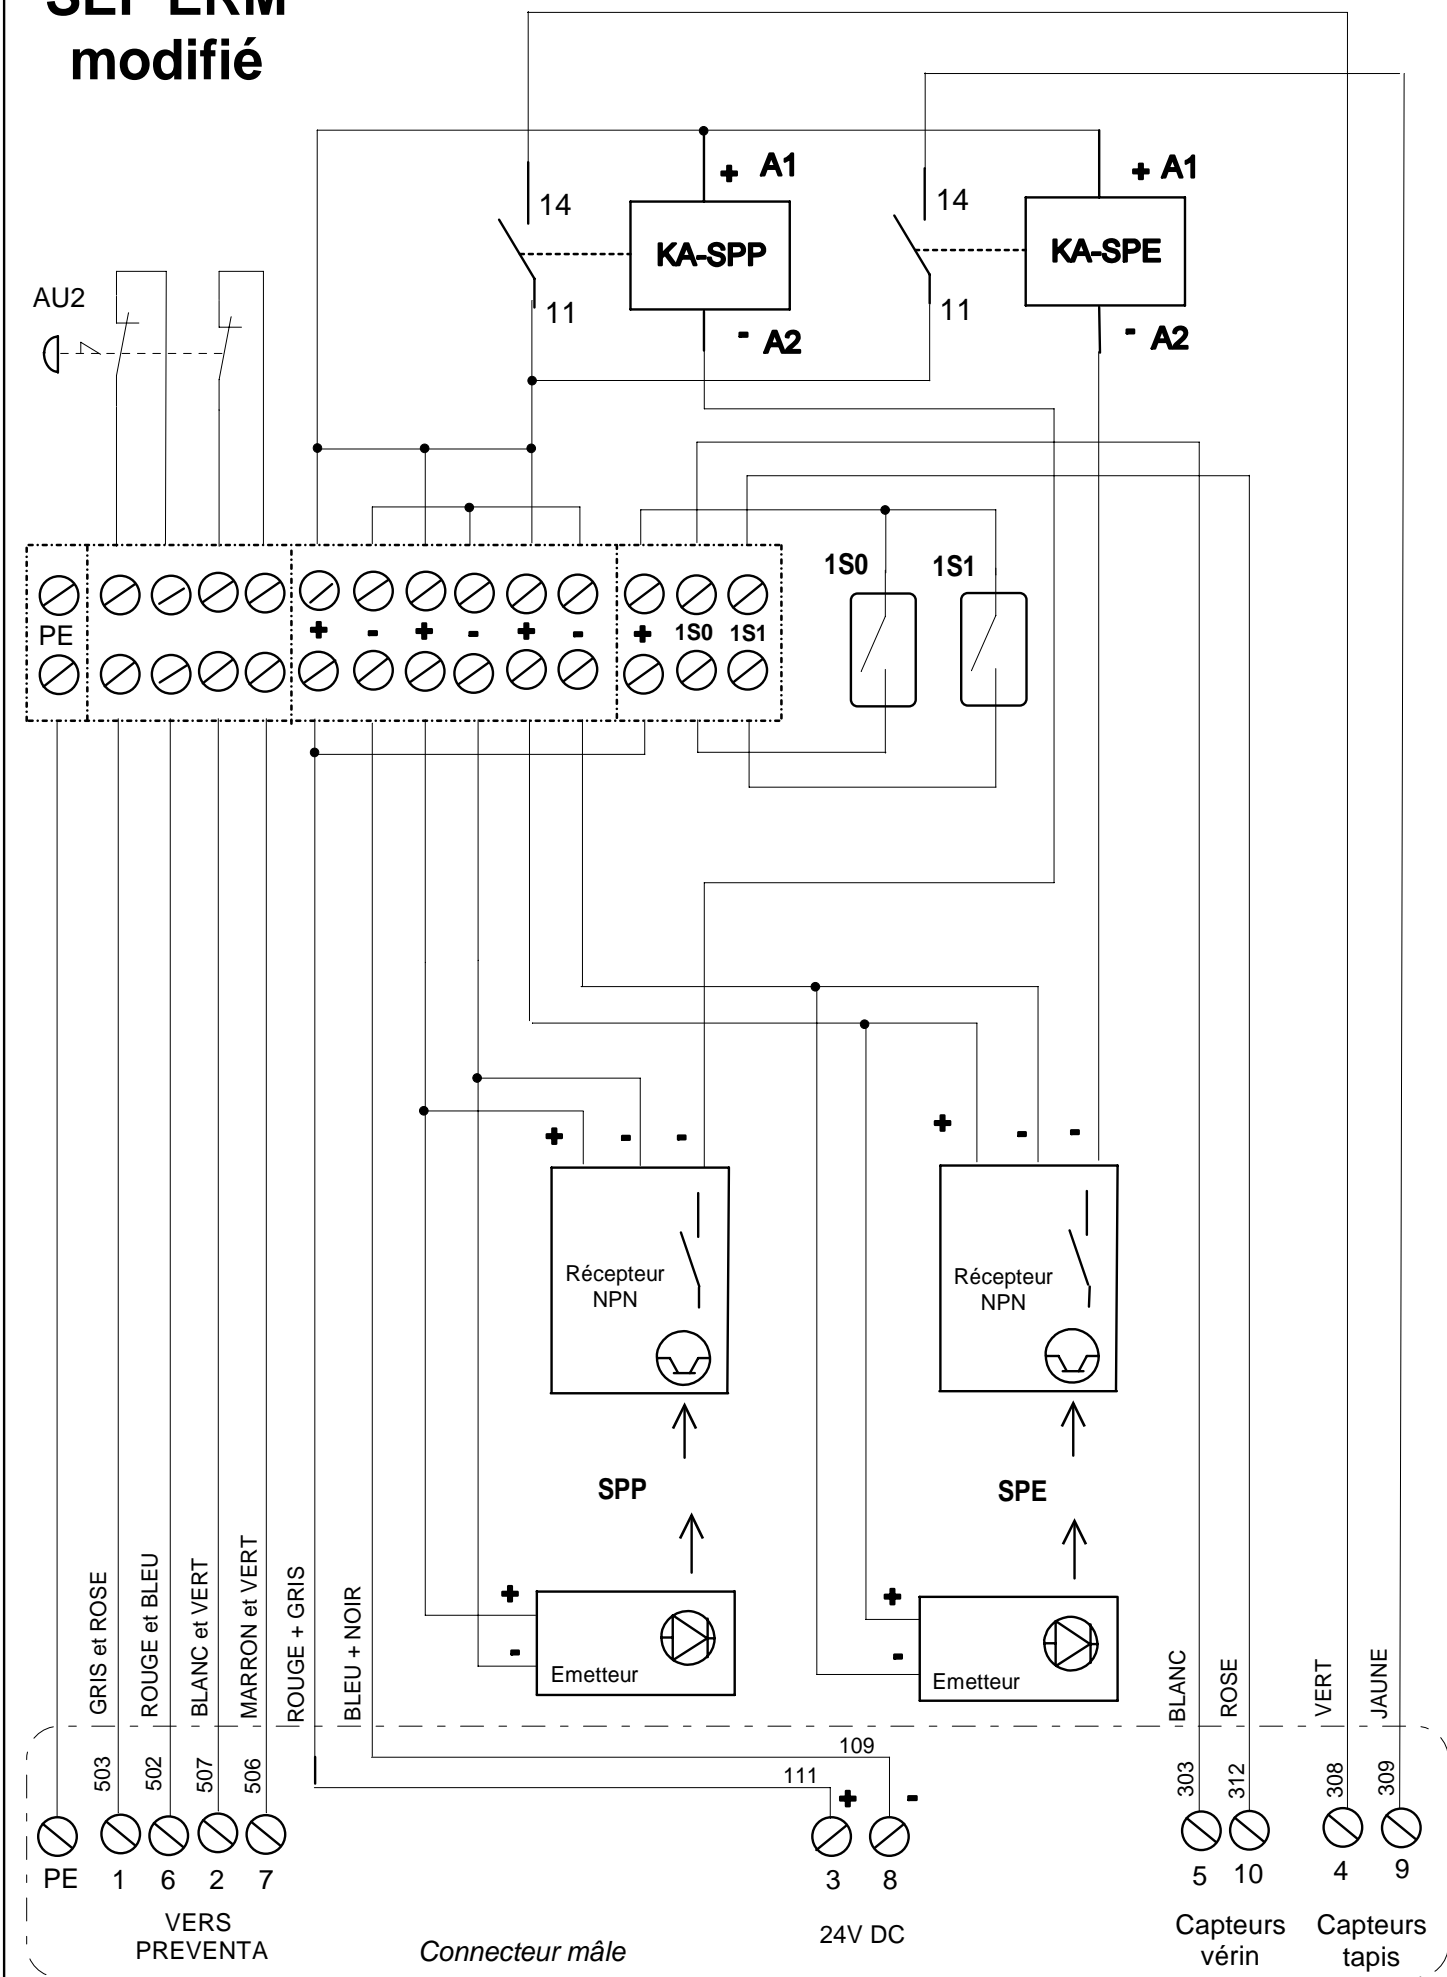 modifié
A1
A1
14
14
KA-SPP
KA-SPE
AU2
11
11
A2
A2
1S0
1S1
PE
+
-
+
-
+
-
+
1S0
1S1
+
-
-
+
-
-
Récepteur
NPN
Récepteur
NPN
SPP
SPE
+
-
Emetteur
+
-
Emetteur
GRIS et ROSE
ROUGE et BLEU
BLANC et VERT
MARRON et VERT
ROUGE + GRIS
BLEU + NOIR
BLANC
ROSE
VERT
JAUNE
503
502
507
506
109
111
+
-
303
312
308
309
PE
1
6
2
7
3
8
5
10
4
9
VERS
PREVENTA
Connecteur mâle
24V DC
Capteurs
vérin
Capteurs
tapis